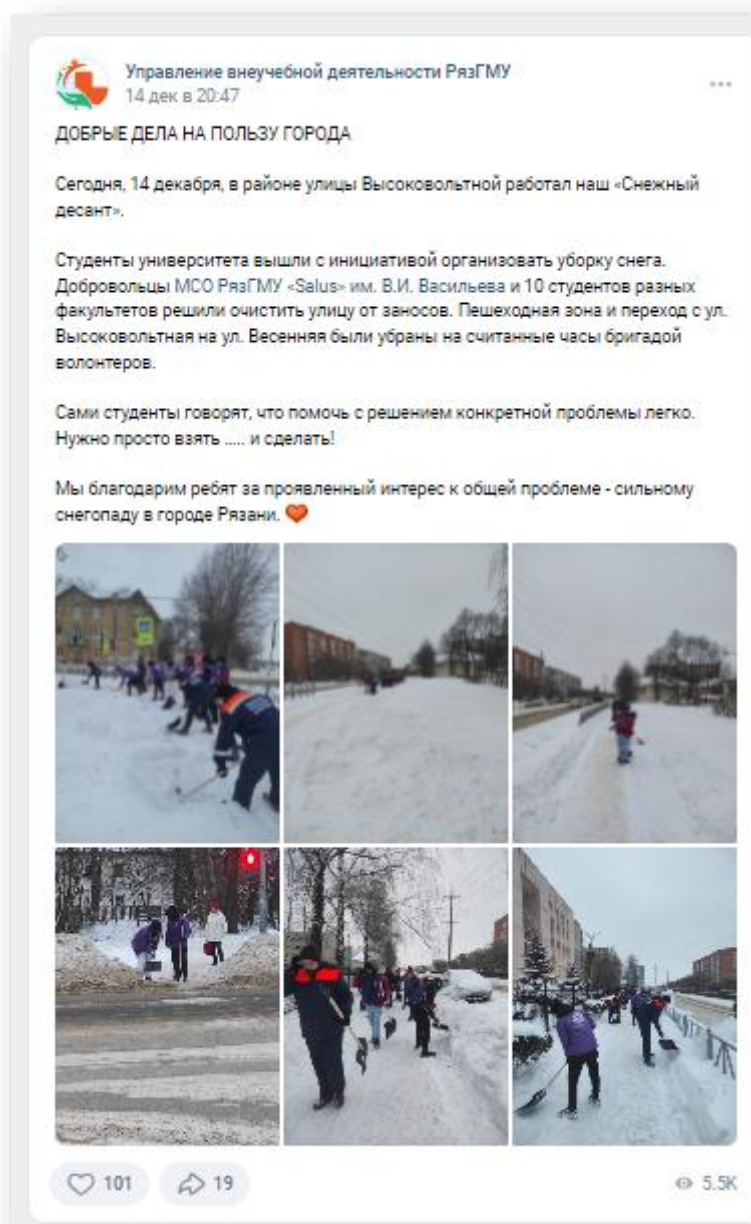 Управление внеучебной деятельности РязГМУ
14 дек в 20:47
ДОБРЫЕ ДЕЛА НА ПОЛЬЗУ ГОРОДА
Сегодня, 14 декабря, в районе улицы Высоковольтной работал наш «Снежный
десант».
Студенты университета вышли с инициативой организовать уборку снега.
Добровольцы МСО РязГМУ «Salus» им. В.И. Васильева и 10 студентов разных
факультетов решили очистить улицу от заносов. Пешеходная зона и переход с ул.
Высоковольтная на ул. Весенняя были убраны на считанные часы бригадой
волонтеров.
Сами студенты говорят, что помочь с решением конкретной проблемы легко.
Нужно просто взять ..... и сделать!
Мы благодарим ребят за проявленный интерес к общей проблеме - сильному
снегопаду в городе Рязани.
101
19
5.5K